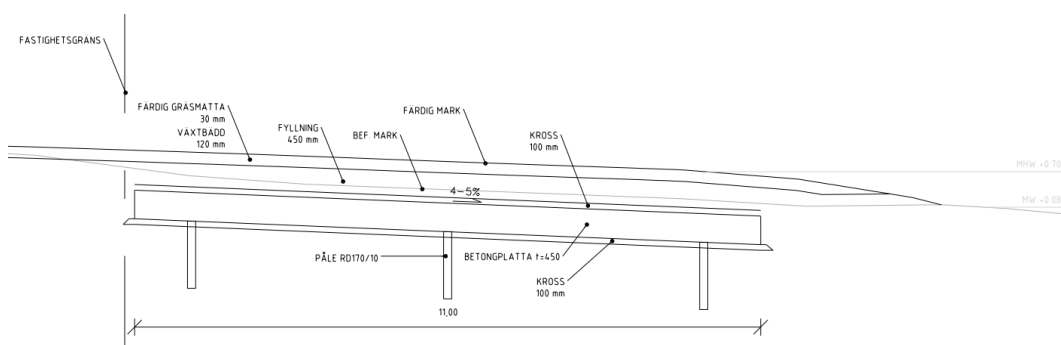 FASTIGHETSGRÄNS
FÄRDIG GRÄSMATTA
30 mm
VÄXTBÄDD
120 mm
FYLLNING
450 mm
BEF. MARK
FÄRDIG MARK
KROSS
100 mm
MHW +0.70
4-5%
MW +0.08
PÅLE RD170/10
BETONGPLATTA t=450
KROSS
100 mm
11,00